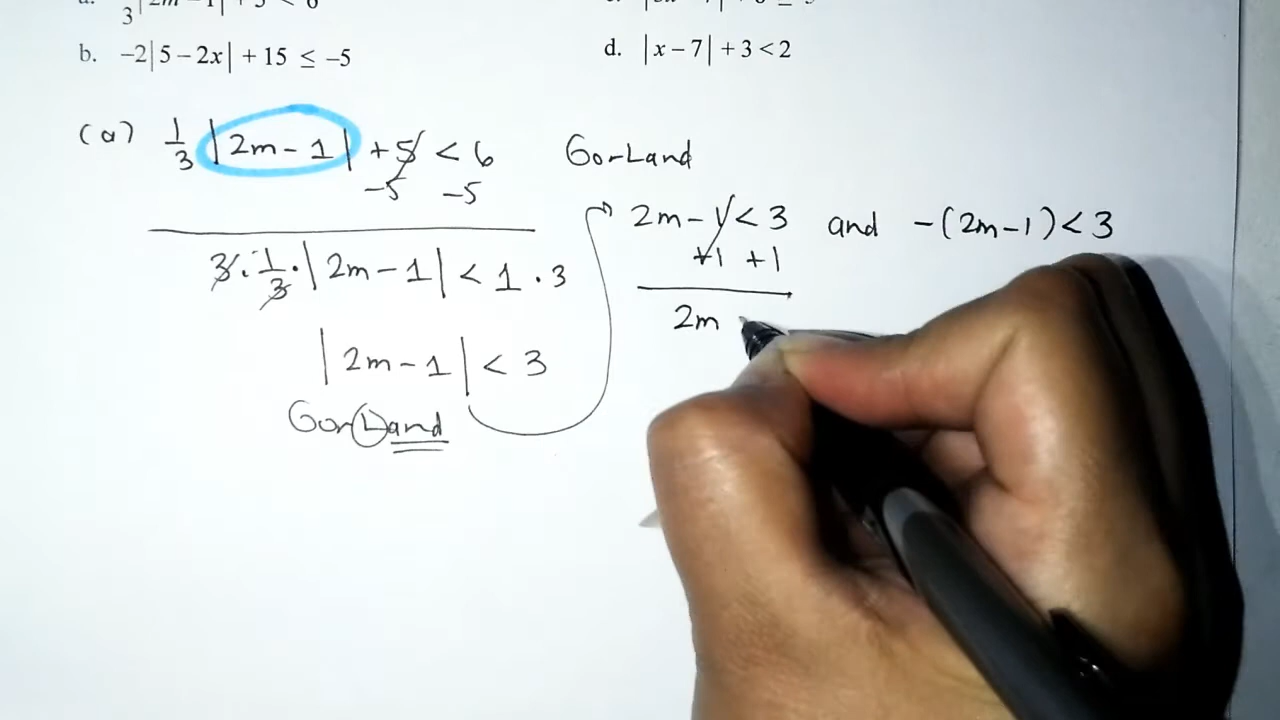 b. −2|5 − 2x| + 15 ≤ −5
d. |x − 7| + 3 < 2
(a) 1/3 |2m − 1| + 5 < 6
−5 −5
3 · 1/3 · |2m − 1| < 1 · 3
|2m − 1| < 3
GorLand
GorLand
2m − 1 < 3 and −(2m − 1) < 3
+1 +1
2m